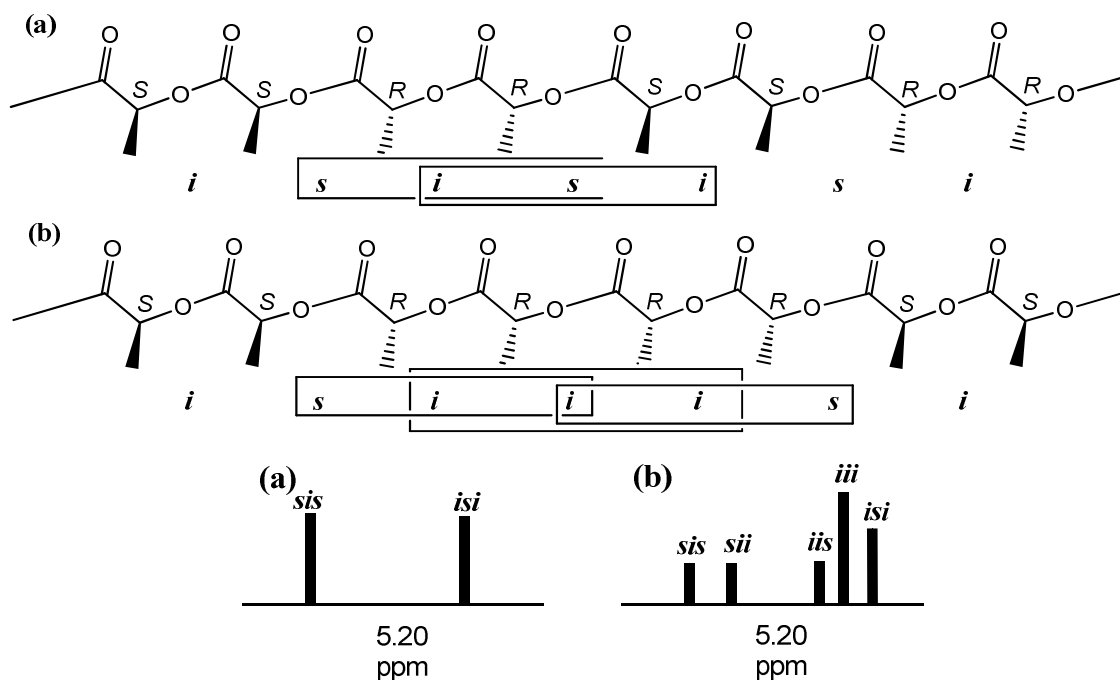 (a)
O O O O O O O O
S S R R S S R R
O O O O O O O O
i s i s i s i
(b)
O O O O O O O O
S S R R R R S S
O O O O O O O O
i s i i i s i
(a) (b)
sis isi sis sii iis iii isi
5.20 5.20
ppm ppm